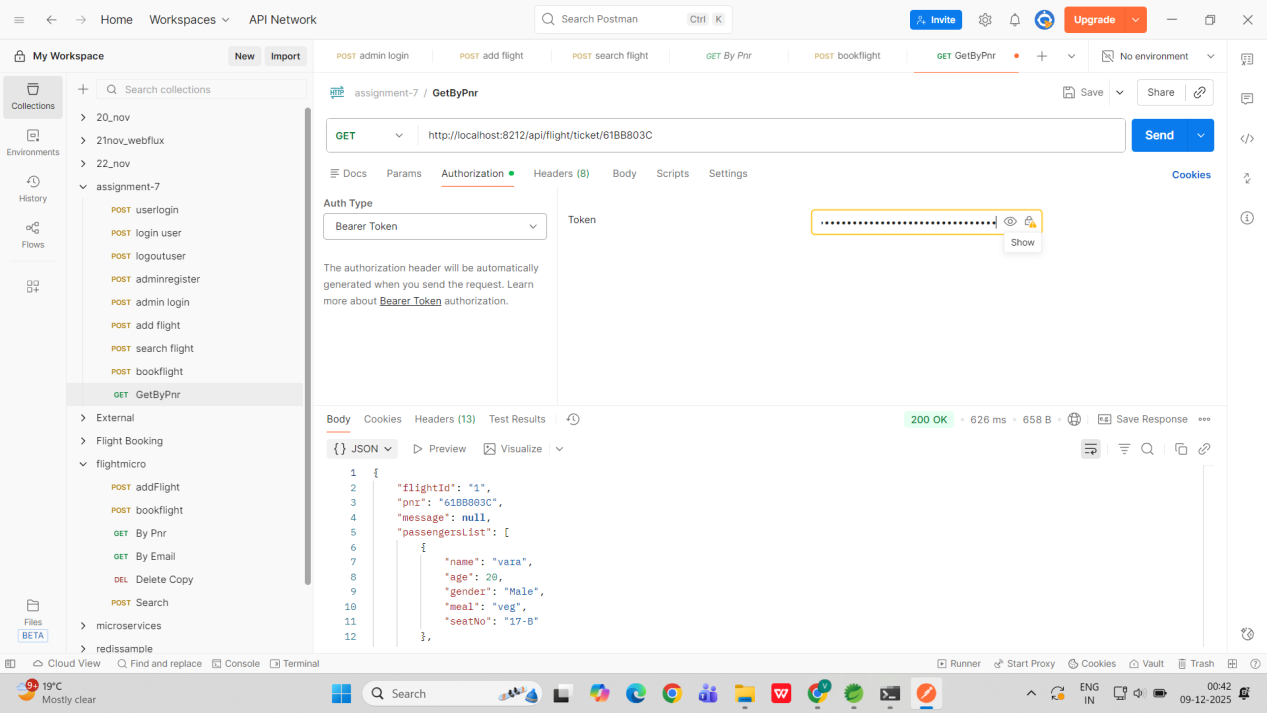 Home
Workspaces
API Network
Search Postman
Ctrl
K
Invite
Upgrade
My Workspace
New
Import
POST admin login
POST add flight
POST search flight
GET By Pnr
POST bookflight
GET GetByPnr
No environment
Collections
Environments
History
Flows
Files
BETA
Search collections
20_nov
21nov_webflux
22_nov
assignment-7
POST userlogin
POST login user
POST logoutuser
POST adminregister
POST admin login
POST add flight
POST search flight
POST bookflight
GET GetByPnr
External
Flight Booking
flightmicro
POST addFlight
POST bookflight
GET By Pnr
GET By Email
DEL Delete Copy
POST Search
microservices
redissample
HTTP
assignment-7 / GetByPnr
Save
Share
GET
http://localhost:8212/api/flight/ticket/61BB803C
Send
Docs
Params
Authorization
Headers (8)
Body
Scripts
Settings
Cookies
Auth Type
Bearer Token
The authorization header will be automatically
generated when you send the request. Learn
more about Bearer Token authorization.
Token
Show
Body
Cookies
Headers (13)
Test Results
200 OK
626 ms
658 B
e.g.
Save Response
{} JSON
Preview
Visualize
1 {
2 "flightId": "1",
3 "pnr": "61BB803C",
4 "message": null,
5 "passengersList": [
6 {
7 "name": "vara",
8 "age": 20,
9 "gender": "Male",
10 "meal": "veg",
11 "seatNo": "17-B"
12 },
Cloud View
Find and replace
Console
Terminal
Runner
Start Proxy
Cookies
Vault
Trash
9+
19°C
Mostly clear
Search
V
ENG
IN
00:42
09-12-2025